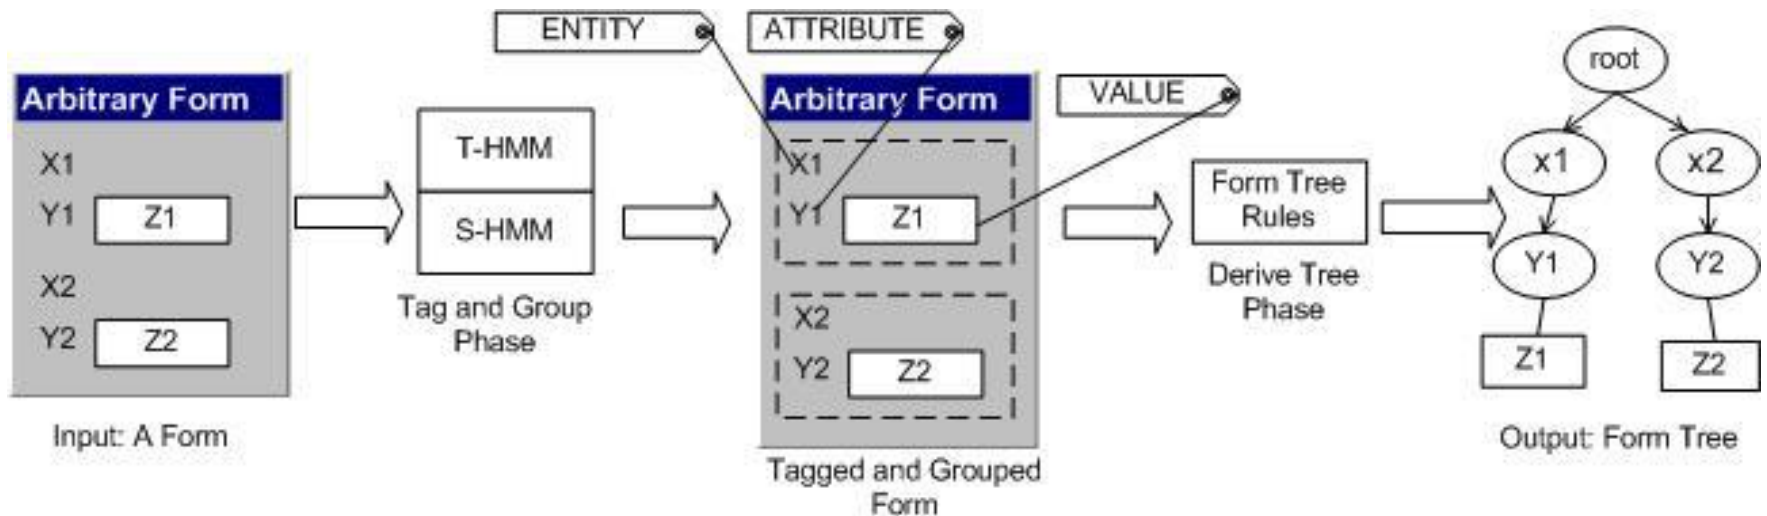 ENTITY
ATTRIBUTE
VALUE
Arbitrary Form
X1
Y1
Z1
X2
Y2
Z2
Input: A Form
T-HMM
S-HMM
Tag and Group
Phase
Arbitrary Form
X1
Y1
Z1
X2
Y2
Z2
Tagged and Grouped
Form
Form Tree
Rules
Derive Tree
Phase
root
x1
x2
Y1
Y2
Z1
Z2
Output: Form Tree